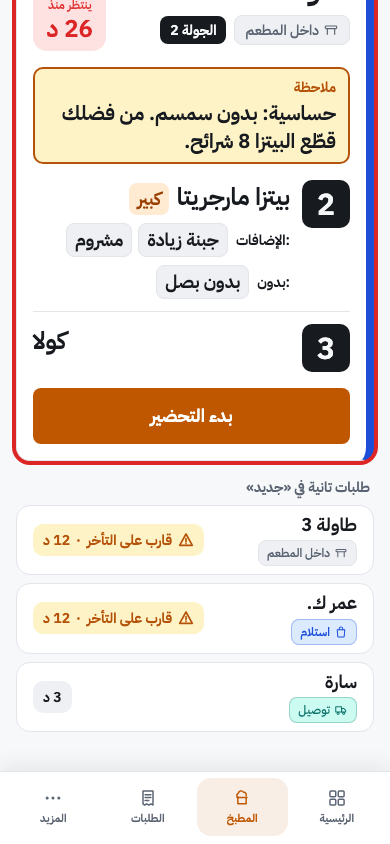 ينتظر منذ
26 د
داخل المطعم
الجولة 2
ملاحظة
حساسية: بدون سمسم. من فضلك
قطّع البيتزا 8 شرائح.
2
بيتزا مارجريتا كبير
:الإضافات جبنة زيادة مشروم
:بدون بدون بصل
3
كولا
بدء التحضير
طلبات تانية في «جديد»
طاولة 3
داخل المطعم
قارب على التأخر · 12 د
عمر ك.
استلام
قارب على التأخر · 12 د
سارة
توصيل
3 د
الرئيسية
المطبخ
الطلبات
المزيد